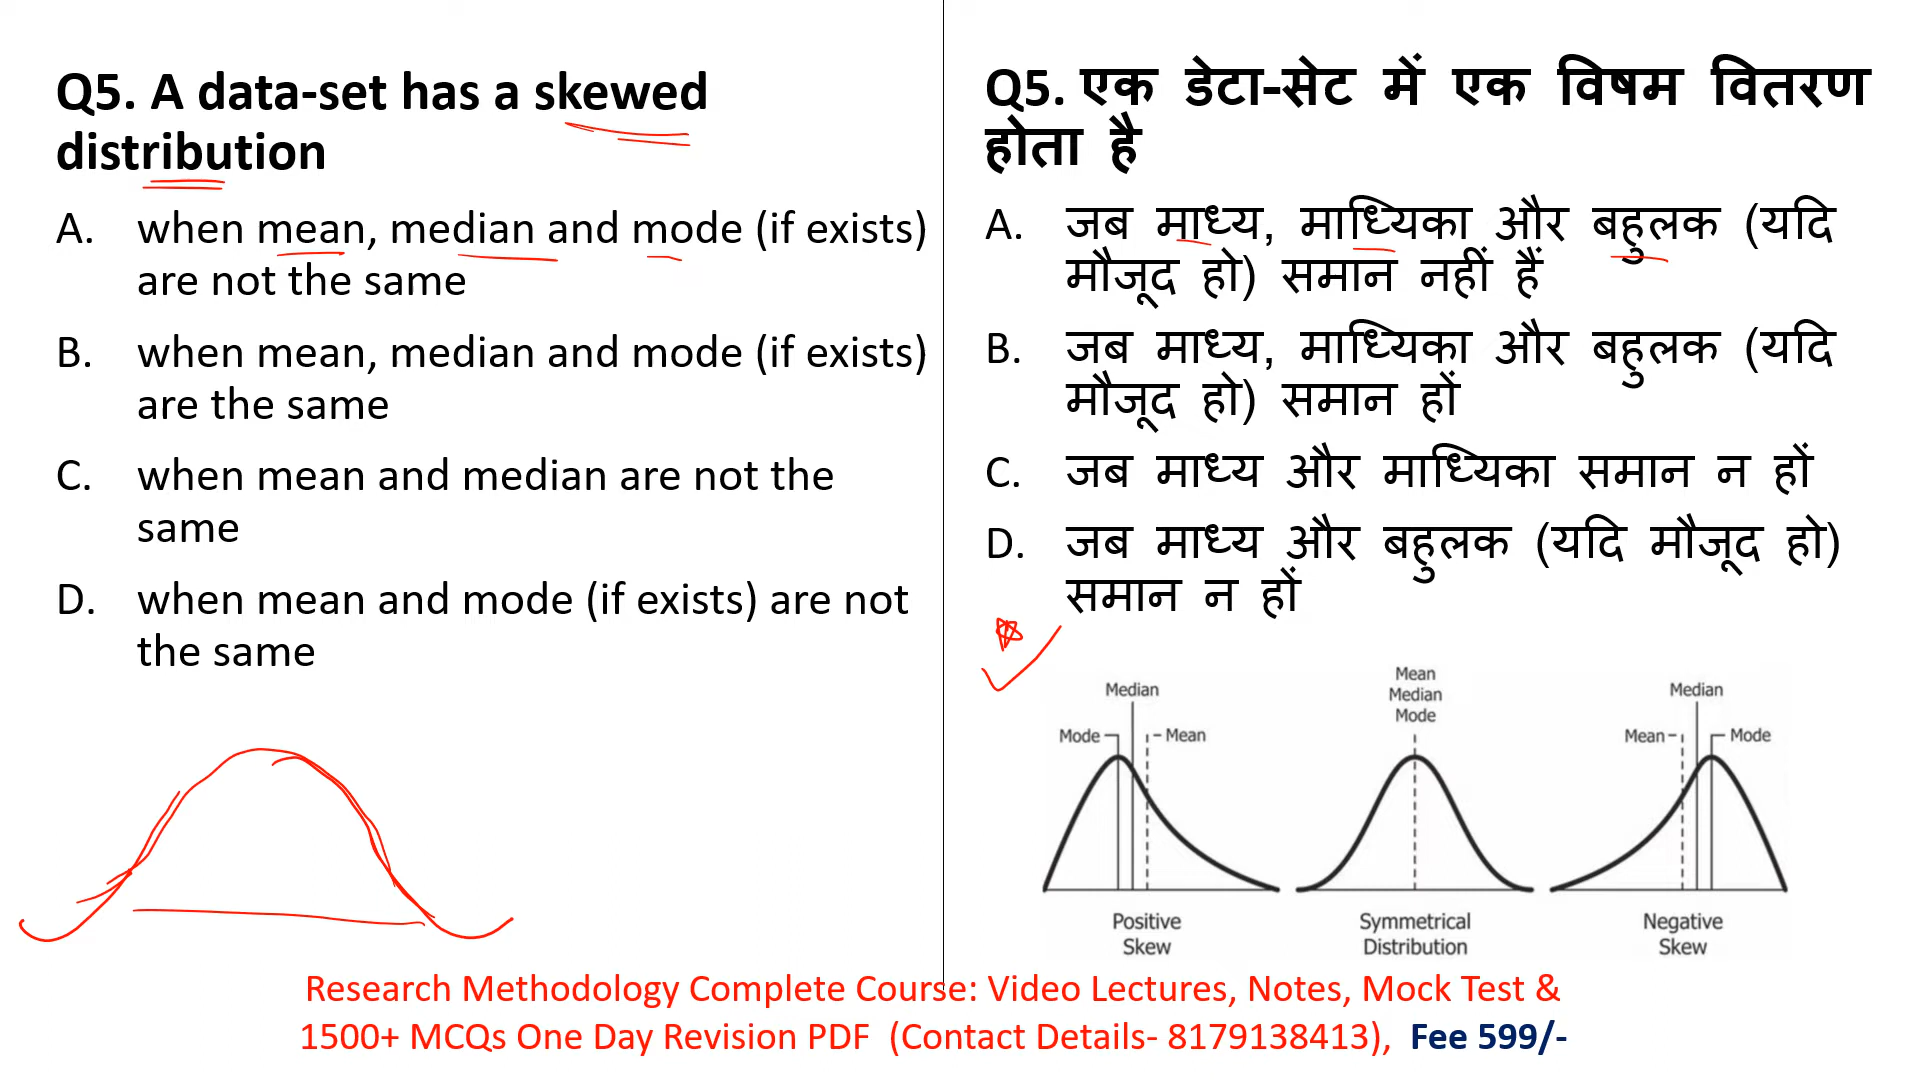 Q5. A data-set has a skewed
distribution
A. when mean, median and mode (if exists)
are not the same
B. when mean, median and mode (if exists)
are the same
C. when mean and median are not the
same
D. when mean and mode (if exists) are not
the same
Q5. एक डेटा-सेट में एक विषम वितरण
होता है
A. जब माध्य, माध्यिका और बहुलक (यदि
मौजूद हो) समान नहीं हैं
B. जब माध्य, माध्यिका और बहुलक (यदि
मौजूद हो) समान हों
C. जब माध्य और माध्यिका समान न हों
D. जब माध्य और बहुलक (यदि मौजूद हो)
समान न हों
Median
Mode
Mean
Positive
Skew
Mean
Median
Mode
Symmetrical
Distribution
Median
Mean
Mode
Negative
Skew
Research Methodology Complete Course: Video Lectures, Notes, Mock Test &
1500+ MCQs One Day Revision PDF (Contact Details- 8179138413), Fee 599/-